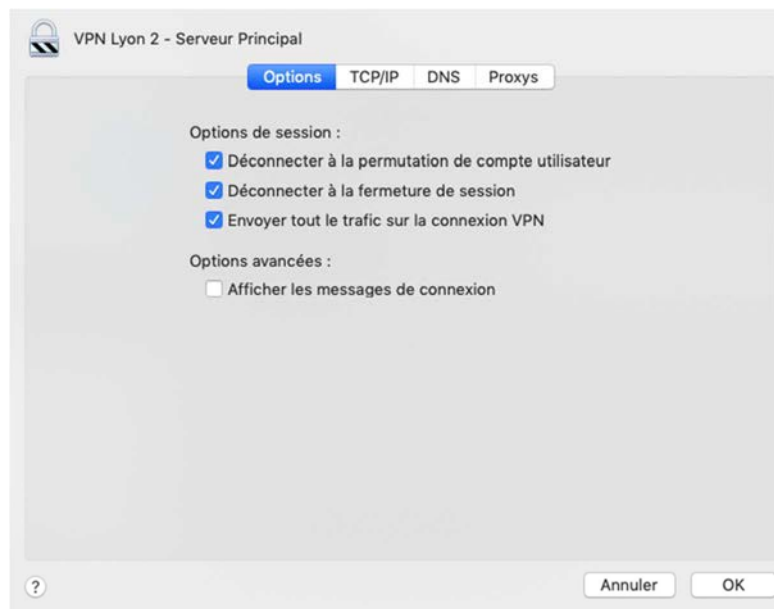 VPN Lyon 2 - Serveur Principal
Options TCP/IP DNS Proxys
Options de session :
Déconnecter à la permutation de compte utilisateur
Déconnecter à la fermeture de session
Envoyer tout le trafic sur la connexion VPN
Options avancées :
Afficher les messages de connexion
? Annuler OK